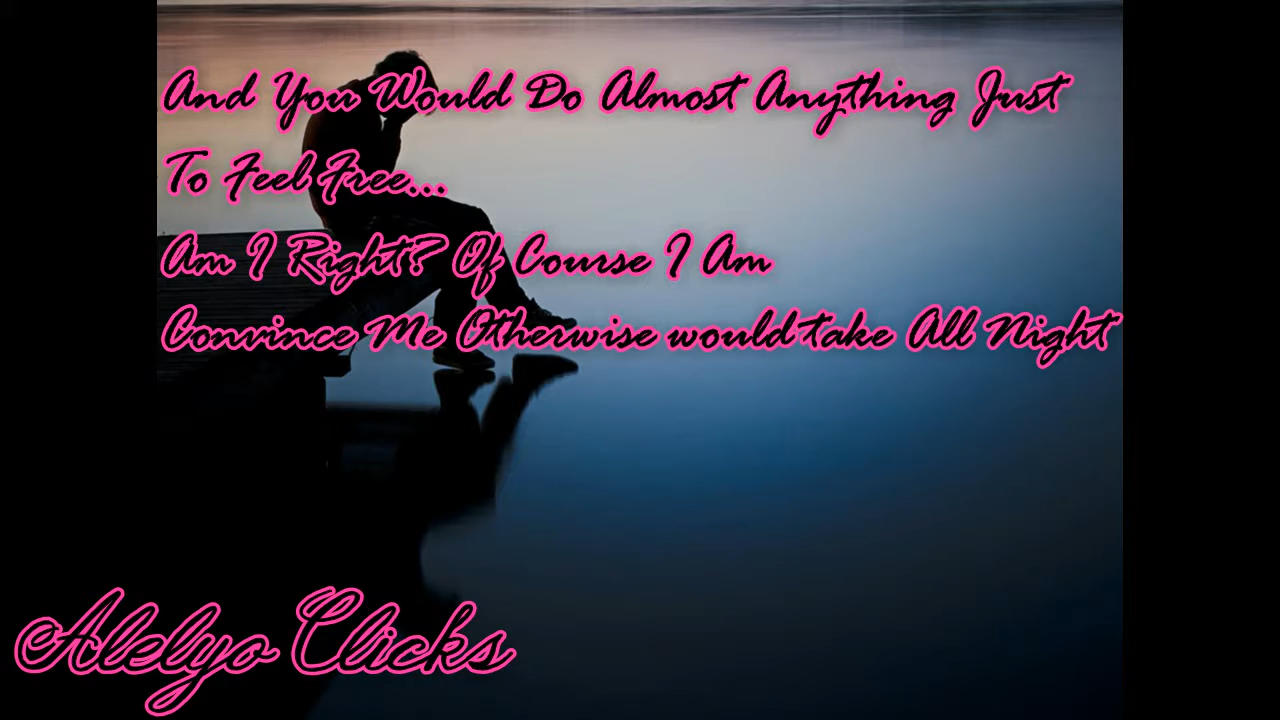 And You Would Do Almost Anything Just
To Feel Free...
Am I Right? Of Course I Am
Convince Me Otherwise would take All Night
Alelyo Clicks